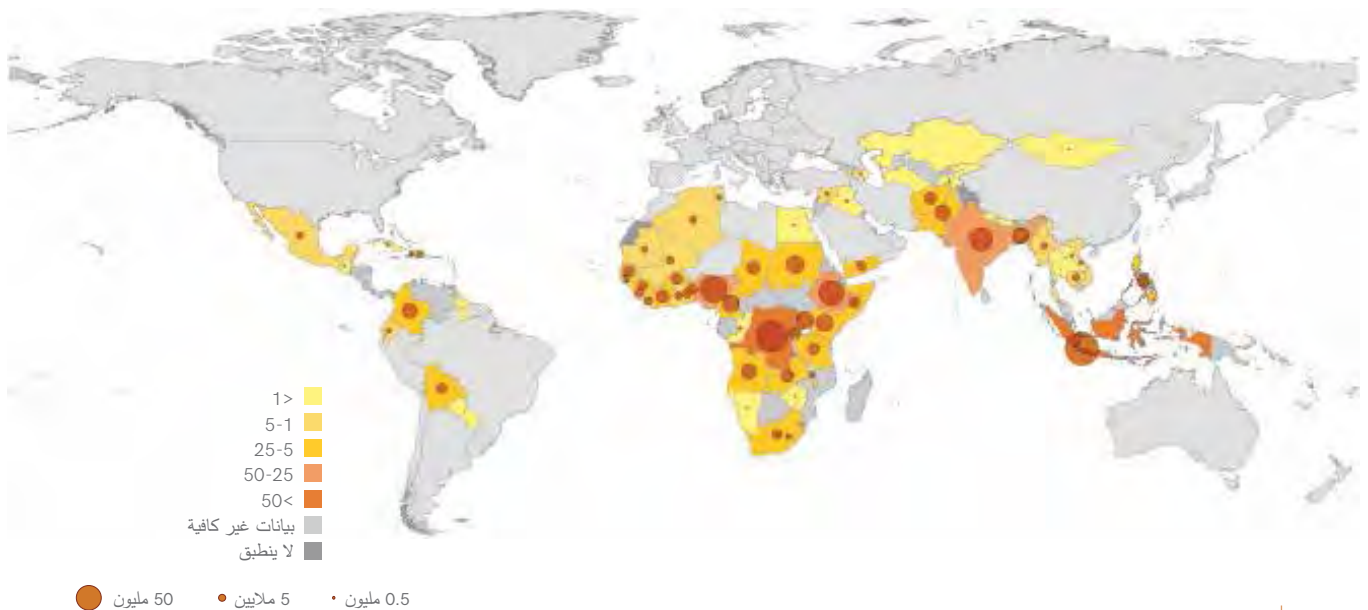 1>
5-1
25-5
50-25
50<
بيانات غير كافية
لا ينطبق
0.5 مليون
5 ملايين
50 مليون